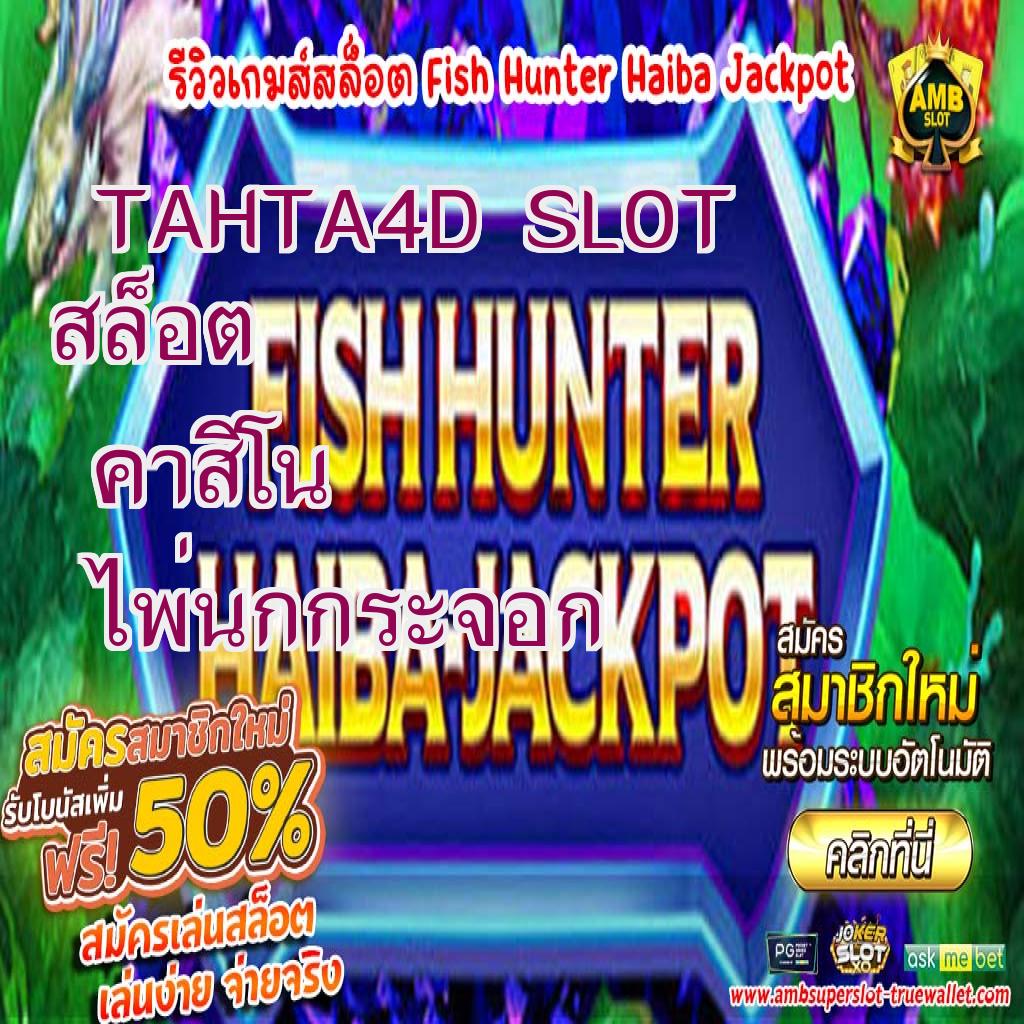 รีวิวเกมส์สล็อต Fish Hunter Haiba Jackpot
AMB
SLOT
TAHTA4D SLOT
สล็อต
FISH HUNTER
คาสิโน
ไพ่นกกระจอก
HAIBA JACKPOT
สมัคร
สมาชิกใหม่
พร้อมระบบอัตโนมัติ
คลิกที่นี่
สมัครสมาชิกใหม่
รับโบนัสเพิ่ม
ฟรี! 50%
สมัครเล่นสล็อต
เล่นง่าย จ่ายจริง
PG
JOKER
SLOT
XO
ask me bet
www.ambsuperslot-truewallet.com